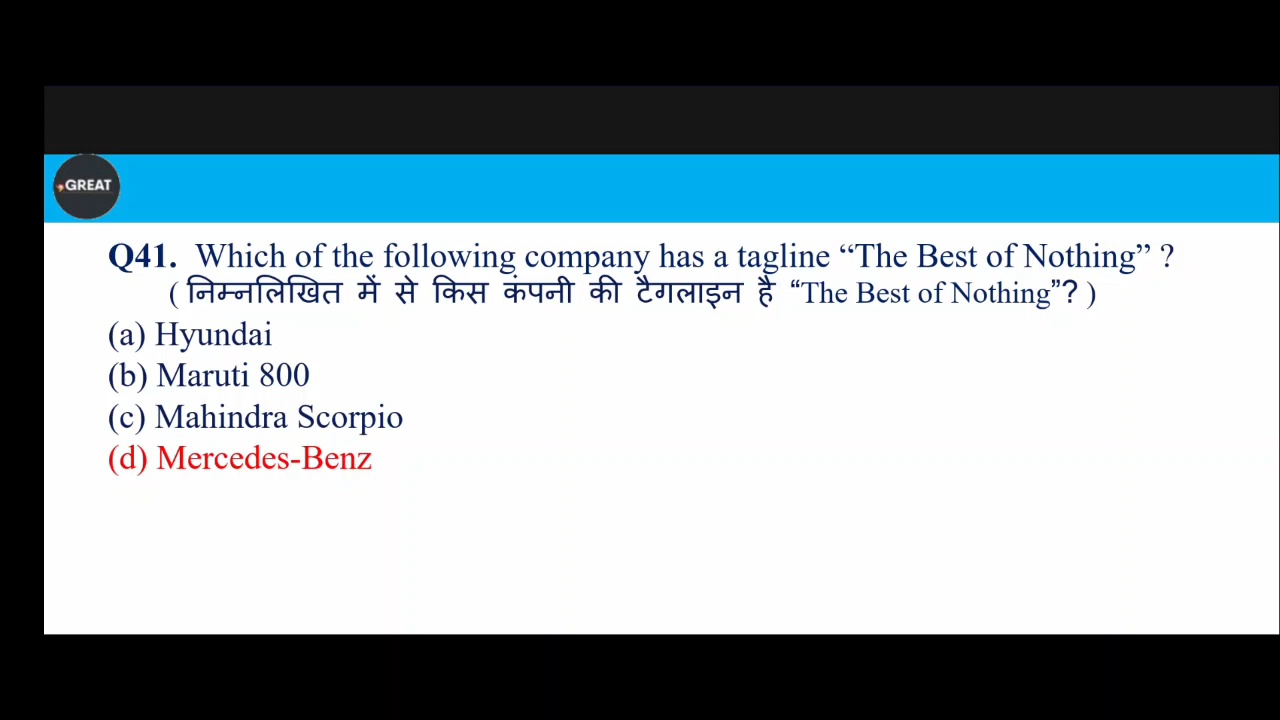 GREAT
Q41. Which of the following company has a tagline “The Best of Nothing” ?
( निम्नलिखित में से किस कंपनी की टैगलाइन है “The Best of Nothing”? )
(a) Hyundai
(b) Maruti 800
(c) Mahindra Scorpio
(d) Mercedes-Benz